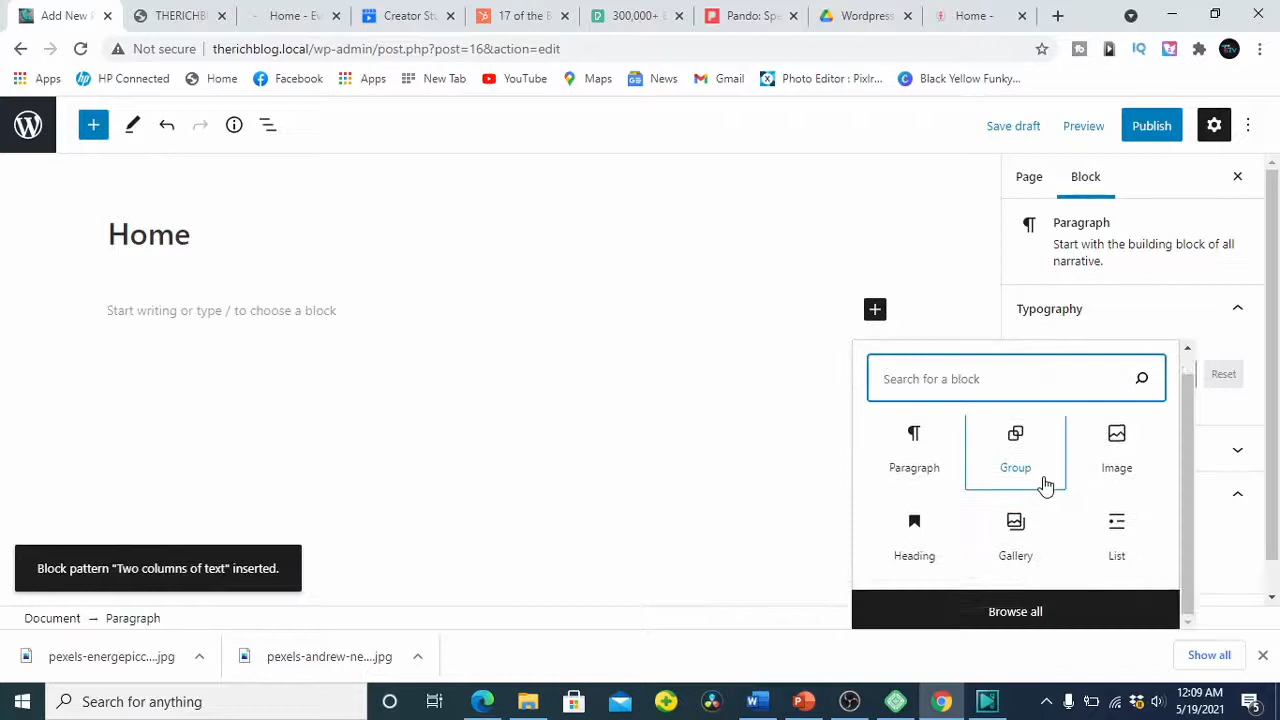 Add New P
THERICHBL
Home - Eve
Creator Stu
17 of the B
300,000+ E
Pando: Spe
Wordpress
Home -
Not secure
therichblog.local/wp-admin/post.php?post=16&action=edit
IQ
Apps
HP Connected
Home
Facebook
Apps
New Tab
YouTube
Maps
News
Gmail
Photo Editor : Pixlr...
Black Yellow Funky...
Save draft
Preview
Publish
Page
Block
Home
Paragraph
Start with the building block of all
narrative.
Start writing or type / to choose a block
Typography
Search for a block
Reset
Paragraph
Group
Image
Heading
Gallery
List
Block pattern "Two columns of text" inserted.
Browse all
Document → Paragraph
pexels-energepicc....jpg
pexels-andrew-ne....jpg
Show all
Search for anything
12:09 AM
5/19/2021
5